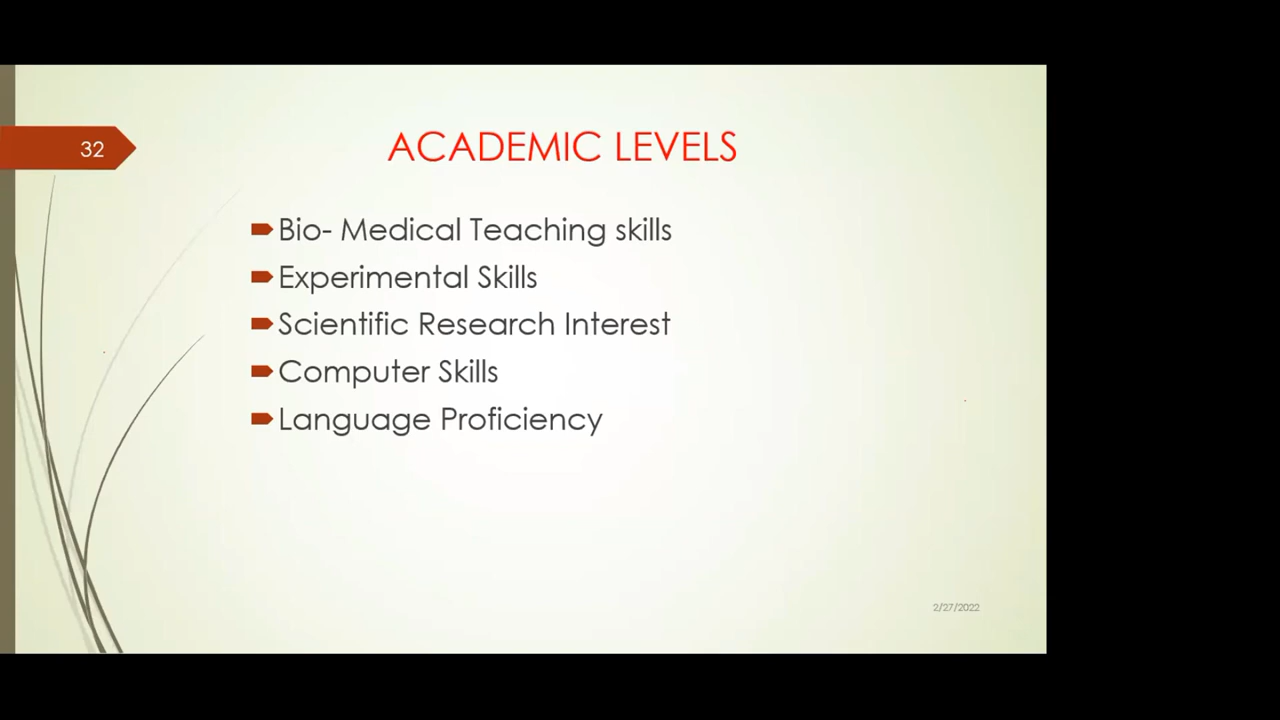 32
ACADEMIC LEVELS
Bio- Medical Teaching skills
Experimental Skills
Scientific Research Interest
Computer Skills
Language Proficiency
2/27/2022